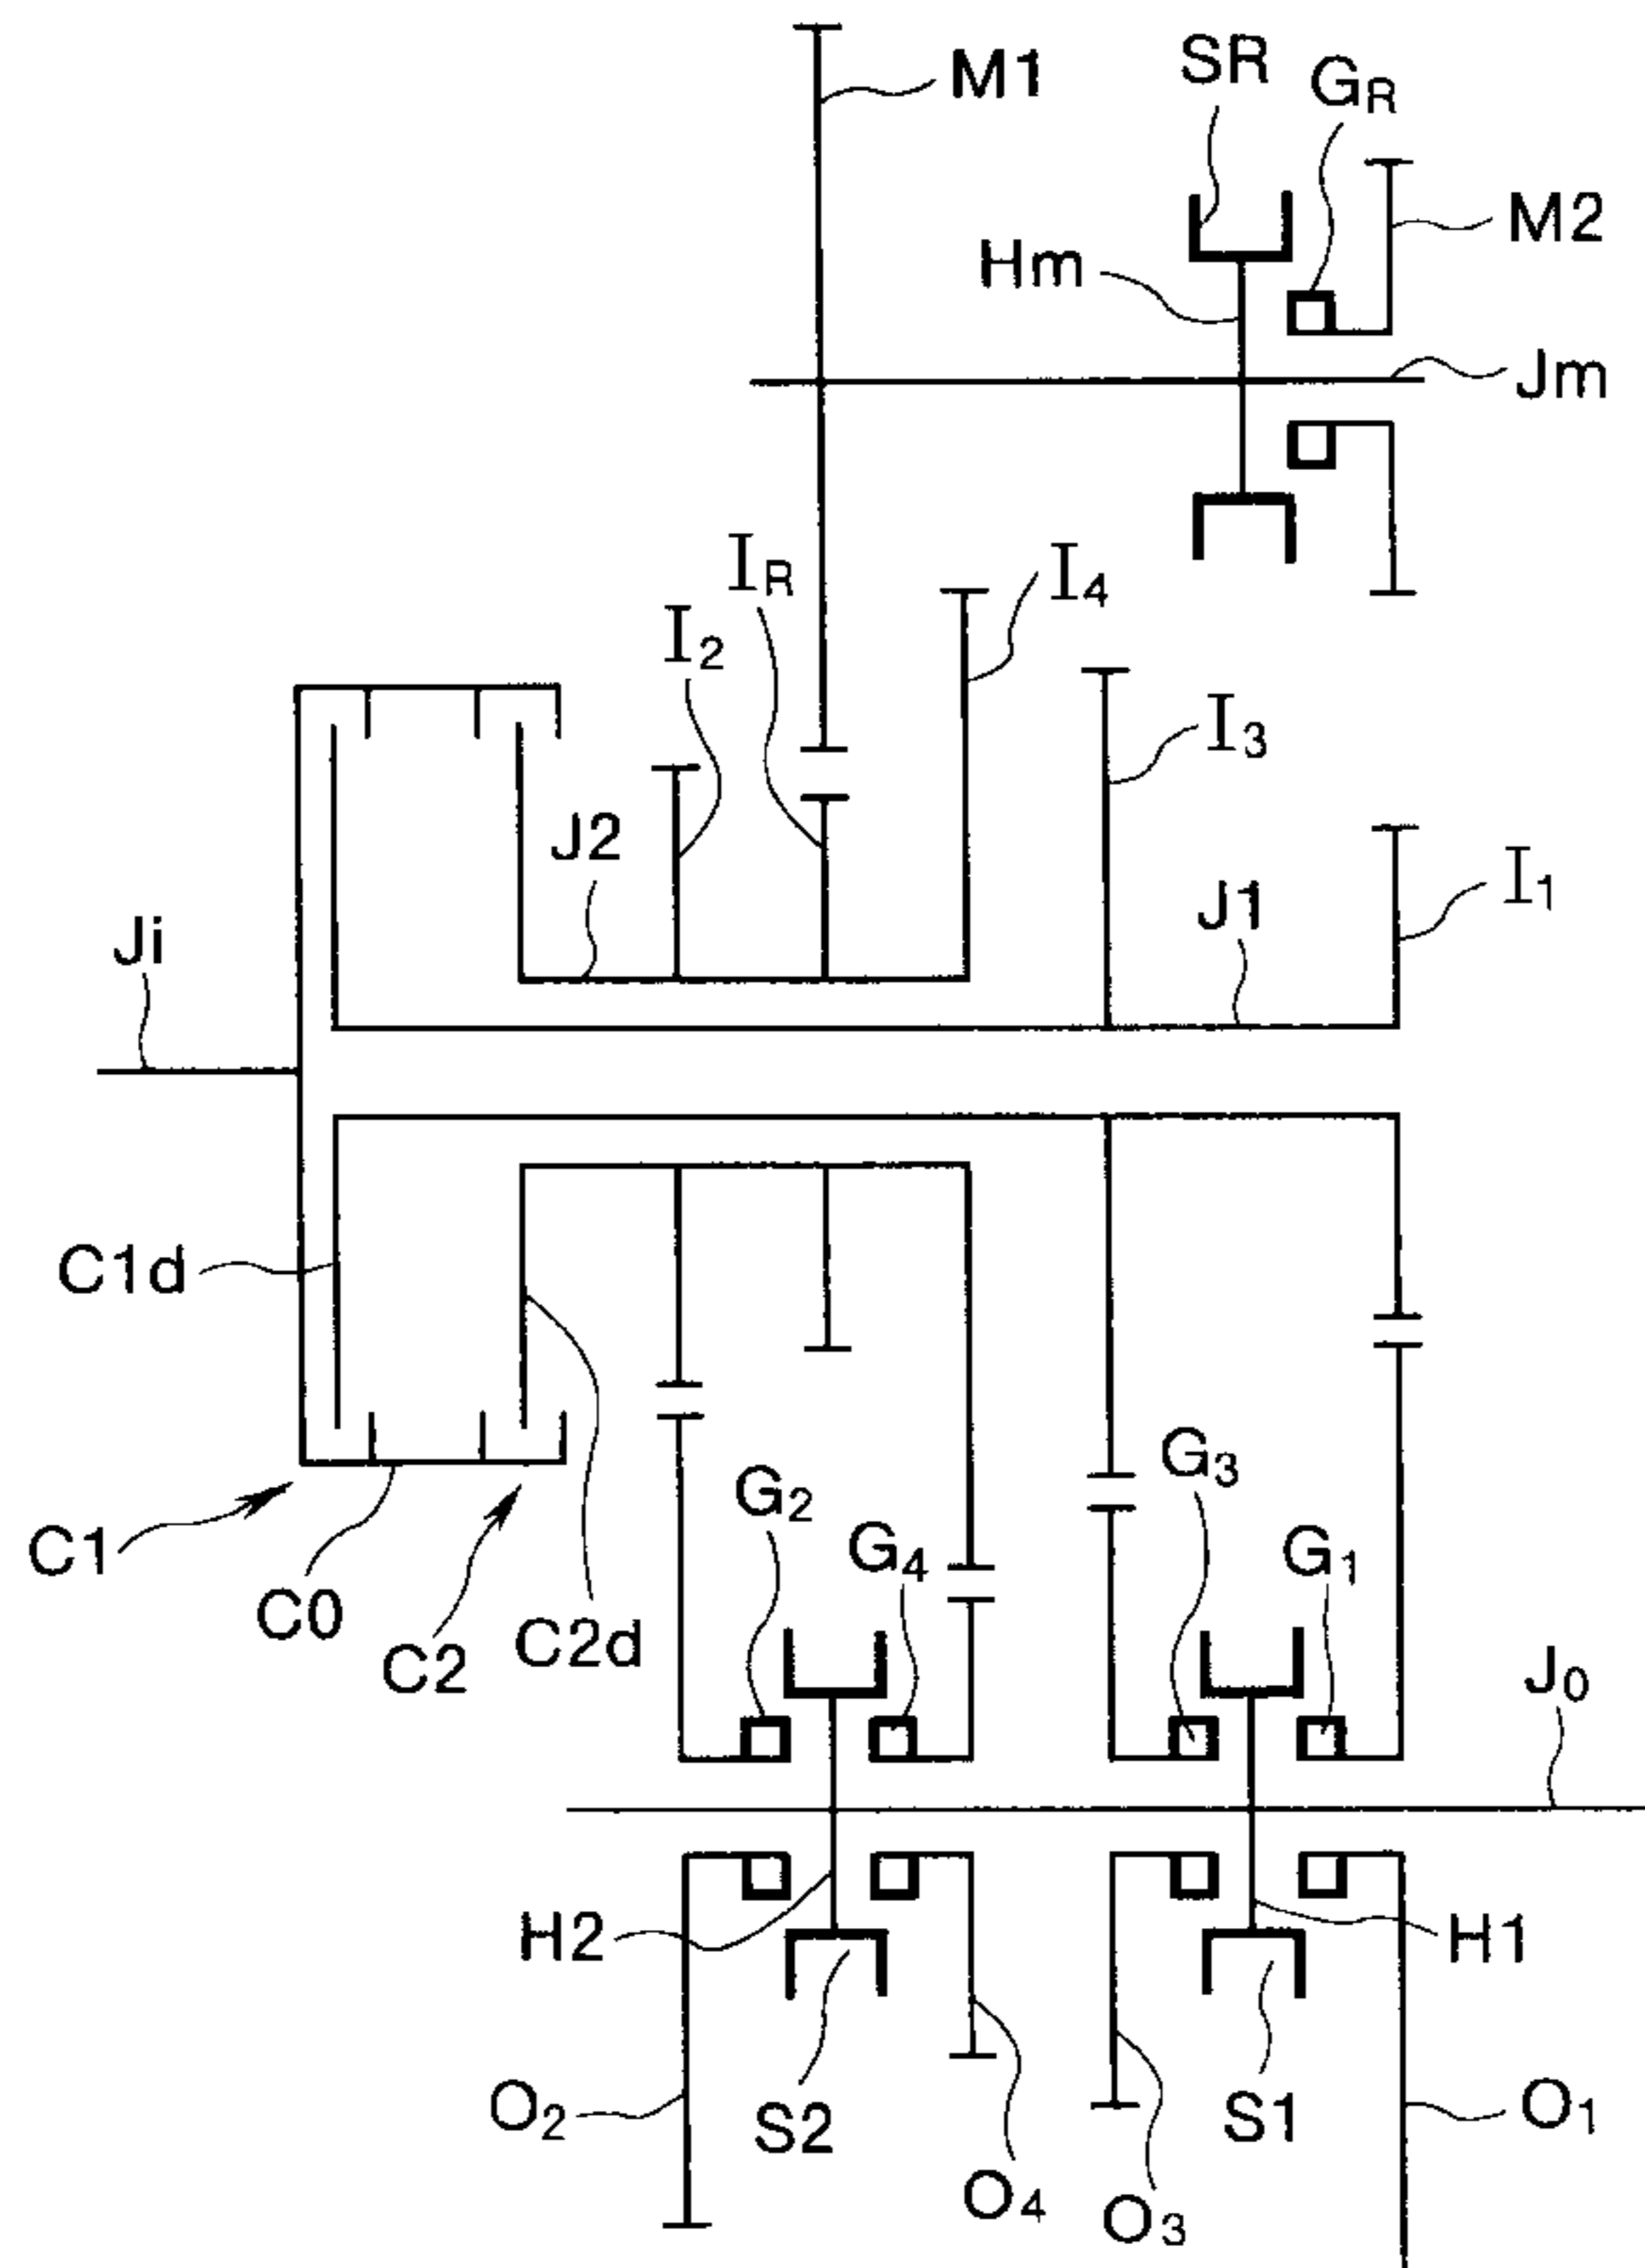 M1
SR
GR
M2
Hm
Jm
IR
I4
I2
I3
J2
I1
J1
Ji
C1d
G3
G2
G1
C1
G4
C0
C2d
C2
J0
H2
H1
O2
S2
S1
O1
O4
O3